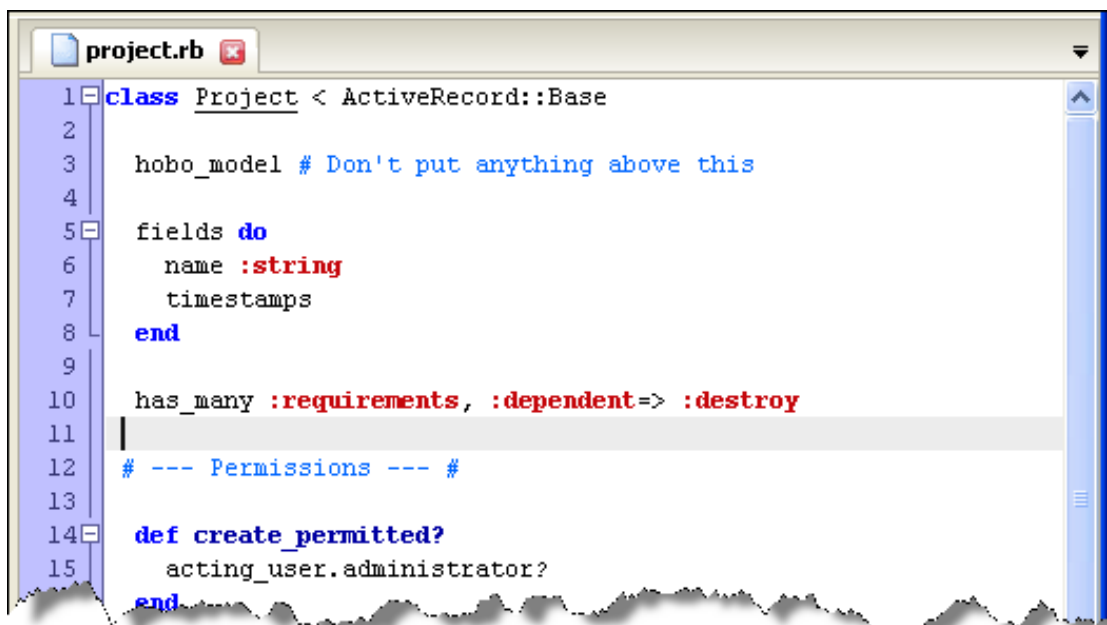 project.rb
1 class Project < ActiveRecord::Base
2
3 hobo_model # Don't put anything above this
4
5 fields do
6 name :string
7 timestamps
8 end
9
10 has_many :requirements, :dependent=> :destroy
11
12 # --- Permissions --- #
13
14 def create_permitted?
15 acting_user.administrator?
end